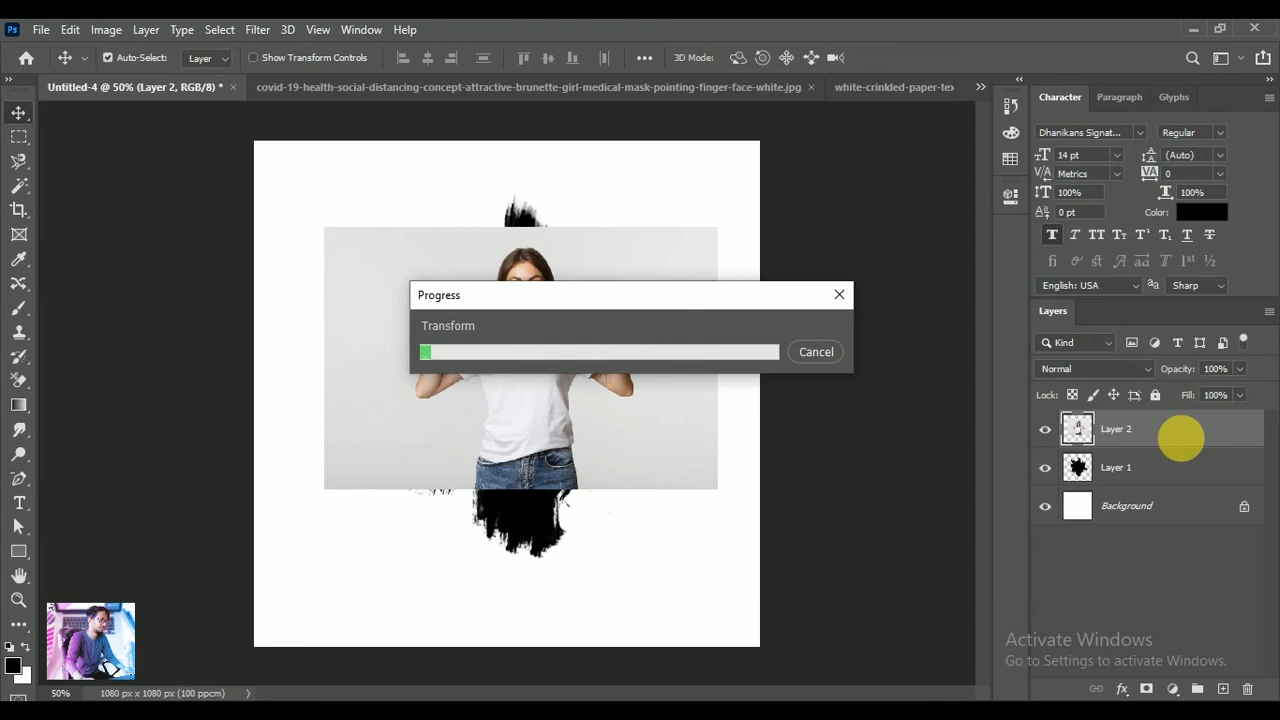 Ps File Edit Image Layer Type Select Filter 3D View Window Help
Auto-Select: Layer Show Transform Controls 3D Mode:
Untitled-4 @ 50% (Layer 2, RGB/8) * covid-19-health-social-distancing-concept-attractive-brunette-girl-medical-mask-pointing-finger-face-white.jpg white-crinkled-paper-tex
Character Paragraph Glyphs
Dhanikans Signat... Regular
14 pt (Auto)
Metrics 0
100% 100%
0 pt Color:
English: USA Sharp
Layers
Kind
Normal Opacity: 100%
Lock: Fill: 100%
Layer 2
Layer 1
Background
Progress
Transform
Cancel
Activate Windows
Go to Settings to activate Windows.
50% 1080 px x 1080 px (100 ppcm)